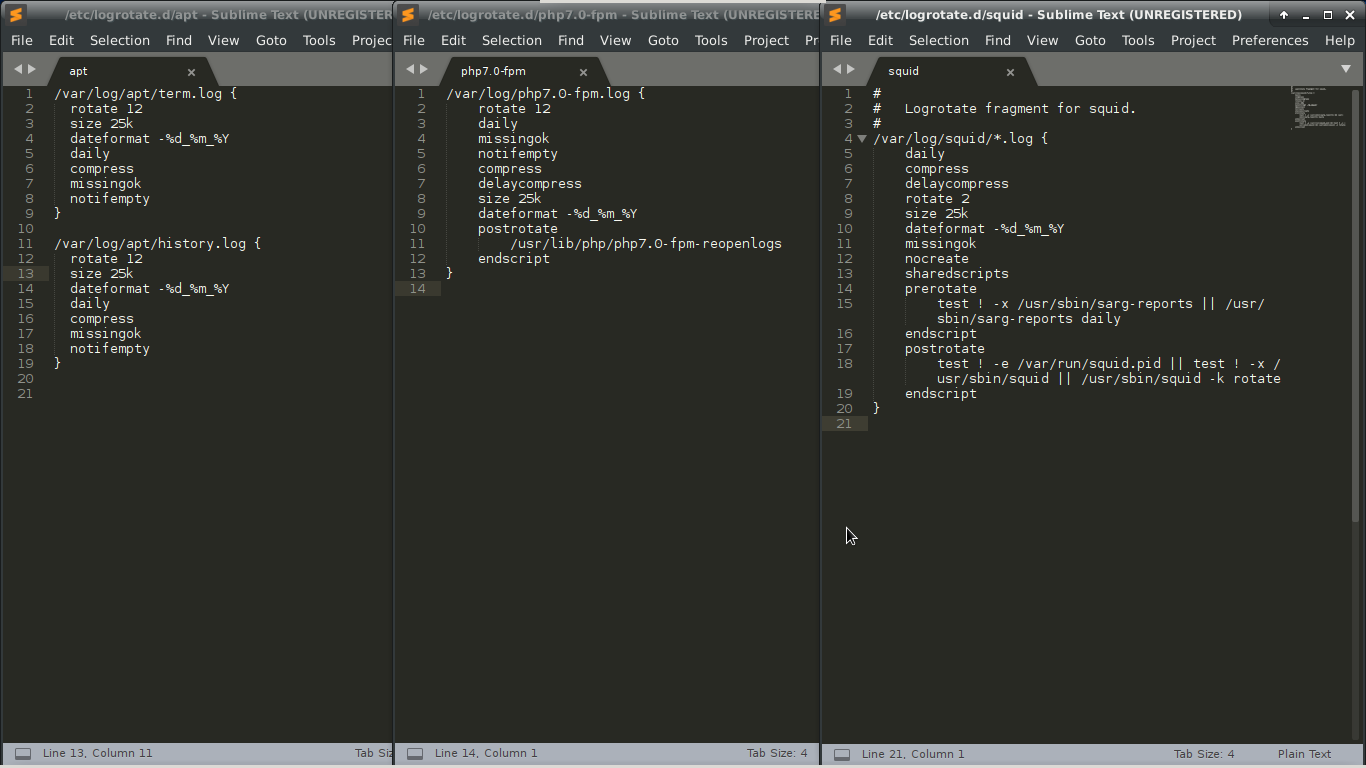 /etc/logrotate.d/apt - Sublime Text (UNREGISTERED
File Edit Selection Find View Goto Tools Projec
apt
1 /var/log/apt/term.log {
2 rotate 12
3 size 25k
4 dateformat -%d_%m_%Y
5 daily
6 compress
7 missingok
8 notifempty
9 }
10
11 /var/log/apt/history.log {
12 rotate 12
13 size 25k
14 dateformat -%d_%m_%Y
15 daily
16 compress
17 missingok
18 notifempty
19 }
20
21
Line 13, Column 11 Tab Siz
/etc/logrotate.d/php7.0-fpm - Sublime Text (UNREGISTERED
File Edit Selection Find View Goto Tools Project Pr
php7.0-fpm
1 /var/log/php7.0-fpm.log {
2 rotate 12
3 daily
4 missingok
5 notifempty
6 compress
7 delaycompress
8 size 25k
9 dateformat -%d_%m_%Y
10 postrotate
11 /usr/lib/php/php7.0-fpm-reopenlogs
12 endscript
13 }
14
Line 14, Column 1 Tab Size: 4
/etc/logrotate.d/squid - Sublime Text (UNREGISTERED)
File Edit Selection Find View Goto Tools Project Preferences Help
squid
1 #
2 # Logrotate fragment for squid.
3 #
4 /var/log/squid/*.log {
5 daily
6 compress
7 delaycompress
8 rotate 2
9 size 25k
10 dateformat -%d_%m_%Y
11 missingok
12 nocreate
13 sharedscripts
14 prerotate
15 test ! -x /usr/sbin/sarg-reports || /usr/
sbin/sarg-reports daily
16 endscript
17 postrotate
18 test ! -e /var/run/squid.pid || test ! -x /
usr/sbin/squid || /usr/sbin/squid -k rotate
19 endscript
20 }
21
Line 21, Column 1 Tab Size: 4 Plain Text